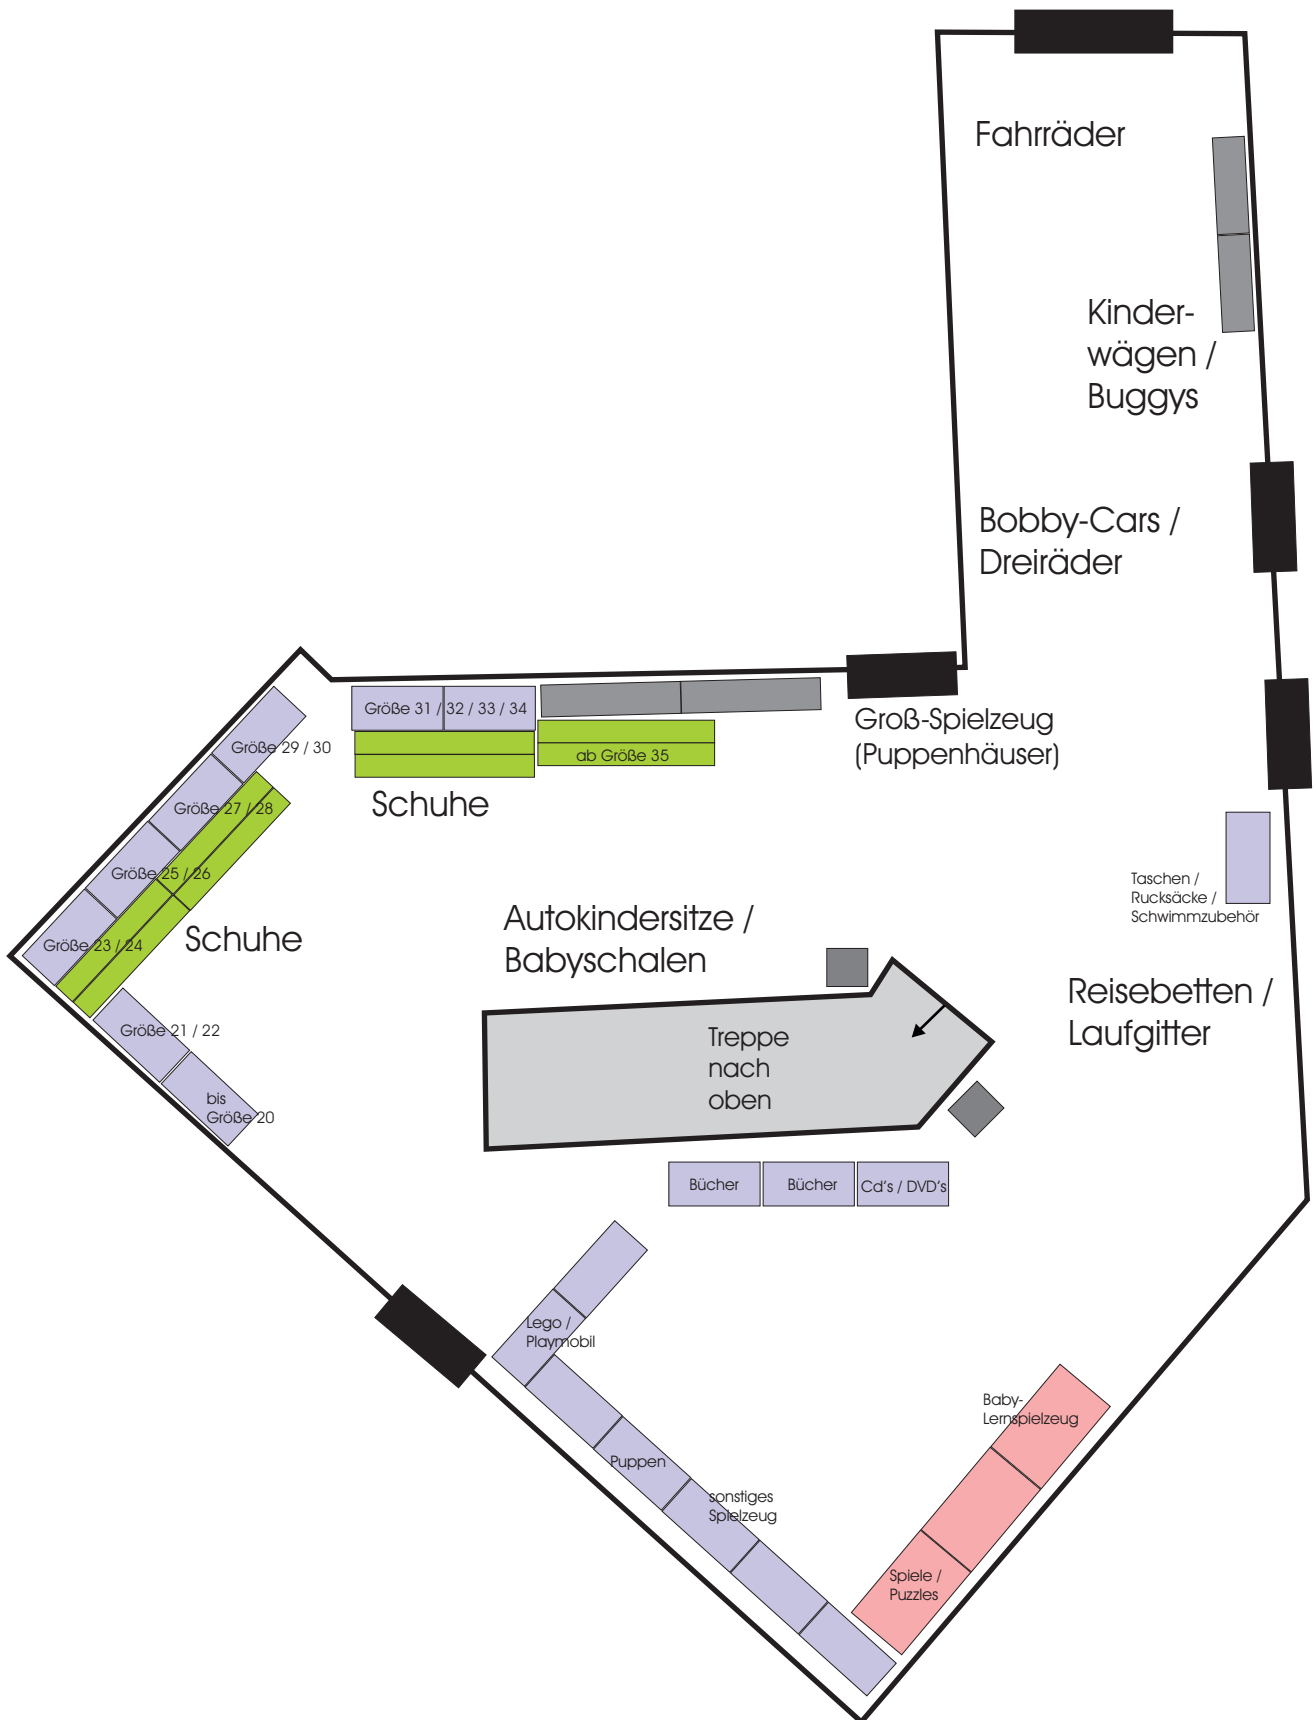 Fahrräder
Kinder-
wägen /
Buggys
Bobby-Cars /
Dreiräder
Größe 31 / 32 / 33 / 34
Groß-Spielzeug
(Puppenhäuser)
Größe 29 / 30
ab Größe 35
Größe 27 / 28
Schuhe
Größe 25 / 26
Taschen /
Rucksäcke /
Schwimmzubehör
Autokindersitze /
Babyschalen
Größe 23 / 24
Schuhe
Reisebetten /
Laufgitter
Größe 21 / 22
Treppe
nach
oben
bis
Größe 20
Bücher
Bücher
Cd's / DVD's
Lego /
Playmobil
Baby-
Lernspielzeug
Puppen
sonstiges
Spielzeug
Spiele /
Puzzles